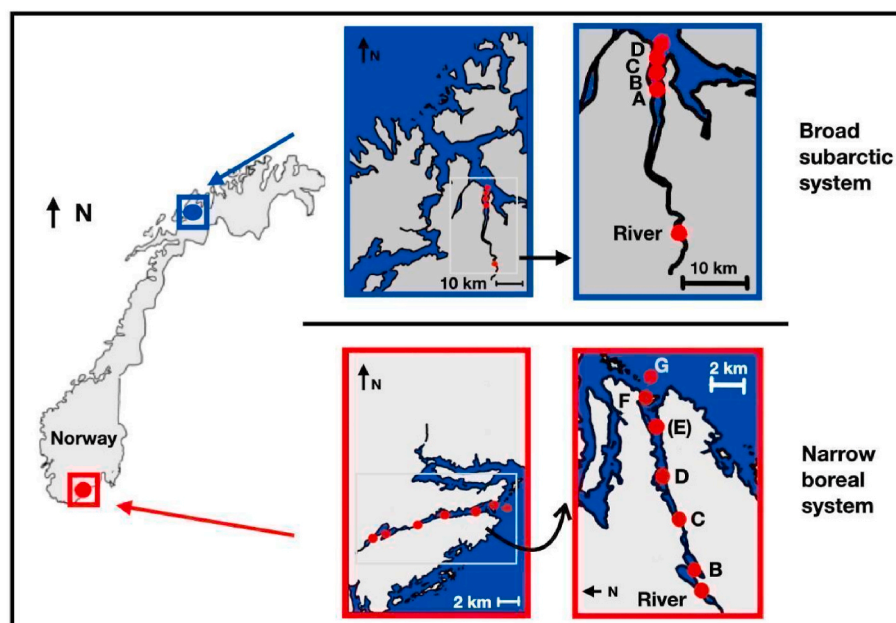 N
Norway
N
10 km
D
C
B
A
River
10 km
Broad
subarctic
system
N
2 km
G
2 km
F
(E)
D
C
B
River
N
Narrow
boreal
system